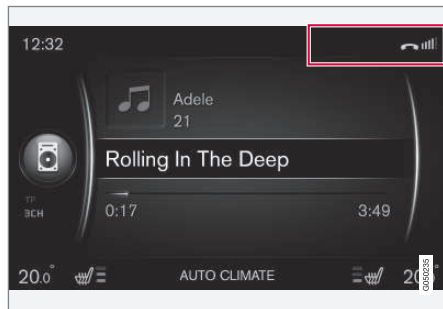 12:32
Adele
21
Rolling In The Deep
TP
3CH
0:17 3:49
20.0° AUTO CLIMATE 20
G050235